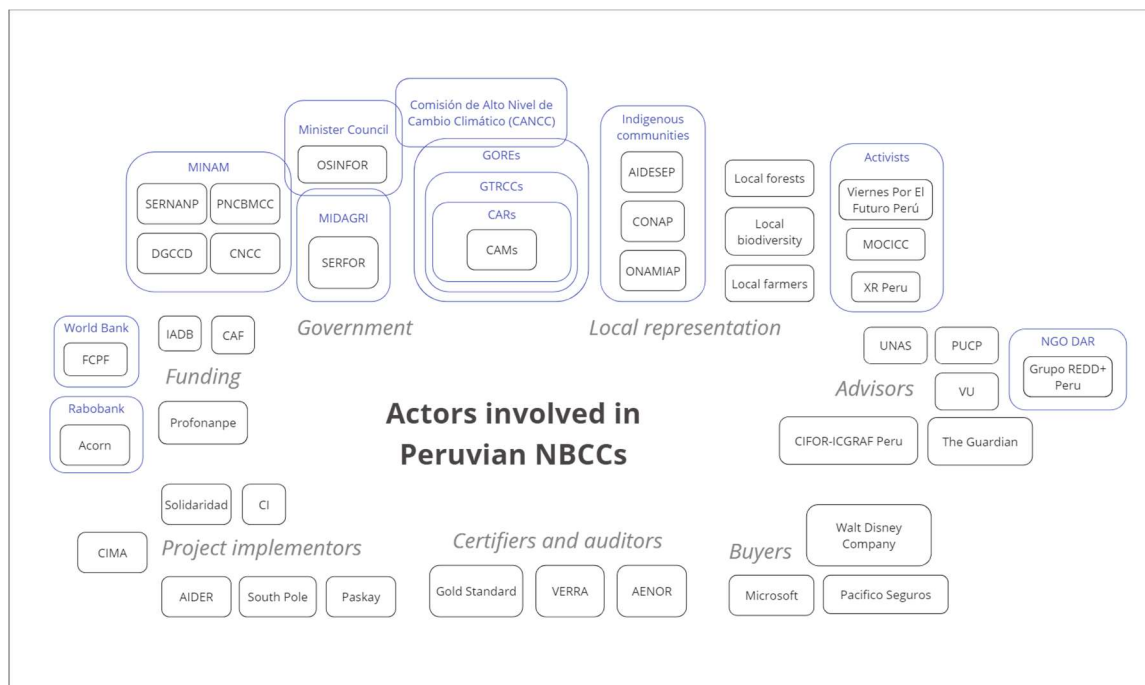 Comisión de Alto Nivel de
Cambio Climático (CANCC)
Minister Council
OSINFOR
GOREs
GTRCCs
CARs
CAMs
MINAM
SERNANP
PNCBMCC
DGCCD
CNCC
MIDAGRI
SERFOR
Government
Indigenous
communities
AIDESEP
CONAP
ONAMIAP
Local forests
Local
biodiversity
Local farmers
Activists
Viernes Por El
Futuro Perú
MOCICC
XR Peru
Local representation
World Bank
FCPF
IADB
CAF
Funding
Rabobank
Acorn
Profonanpe
Actors involved in
Peruvian NBCCs
UNAS
PUCP
NGO DAR
Grupo REDD+
Peru
Advisors
VU
CIFOR-ICGRAF Peru
The Guardian
Solidaridad
CI
CIMA
Project implementors
AIDER
South Pole
Paskay
Certifiers and auditors
Gold Standard
VERRA
AENOR
Buyers
Walt Disney
Company
Microsoft
Pacifico Seguros